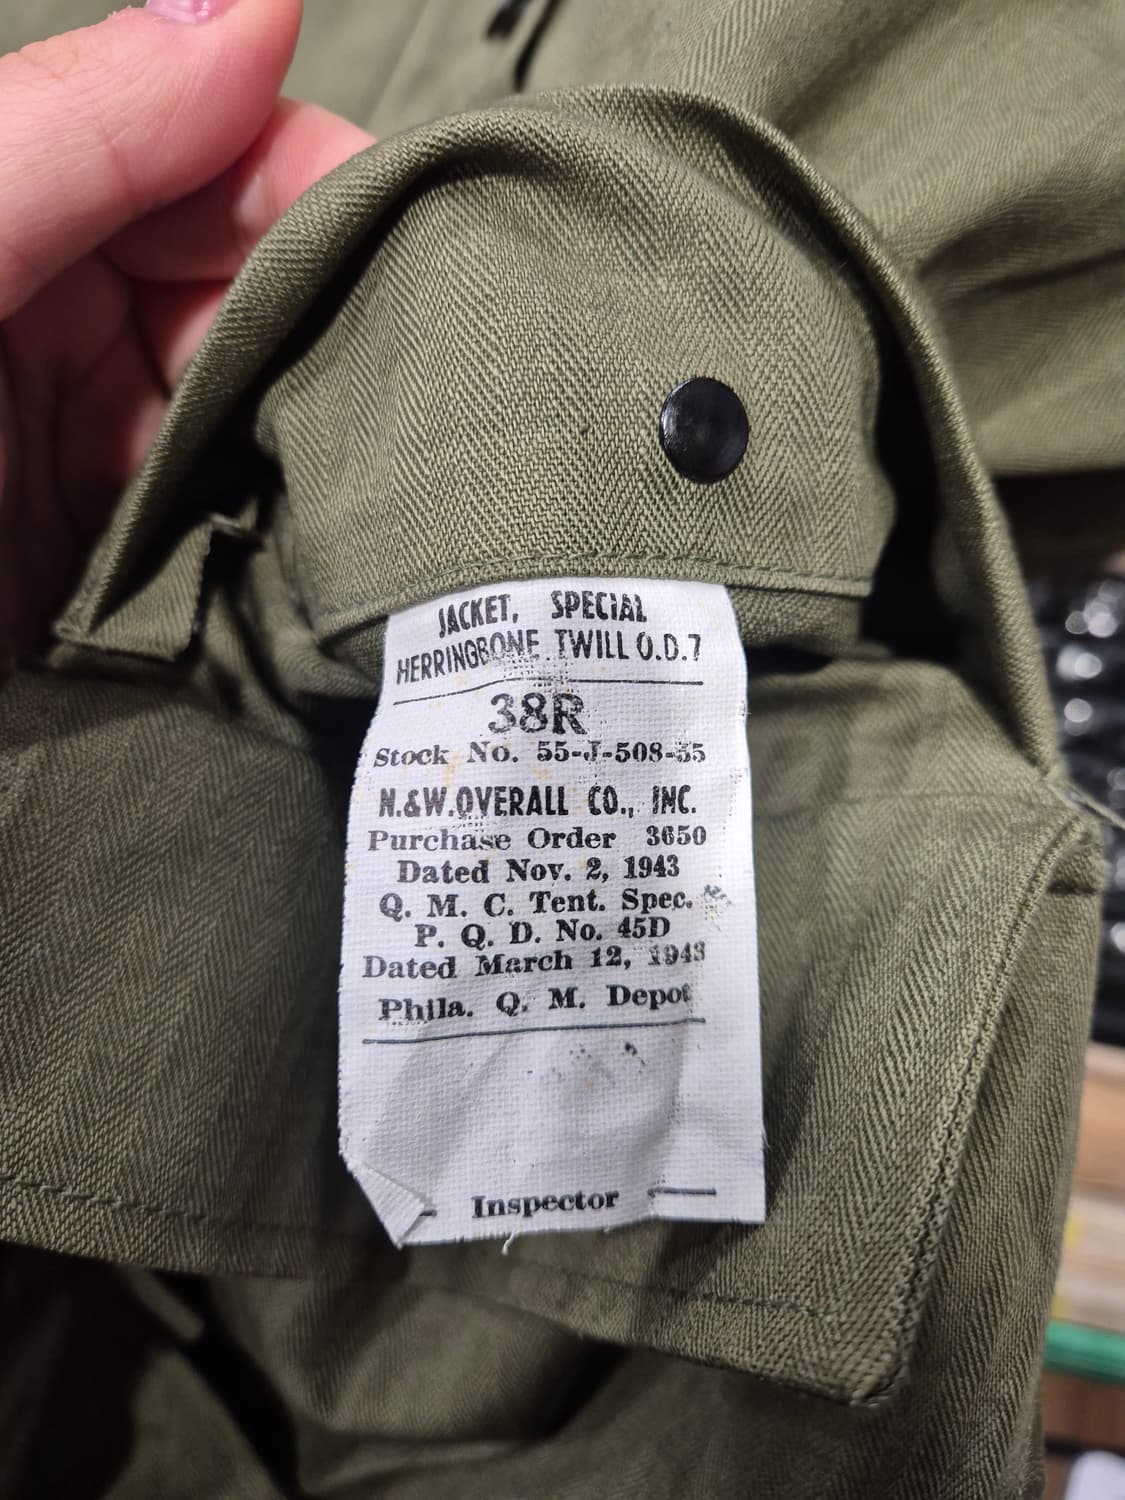 JACKET, SPECIAL
HERRINGBONE TWILL O.D.7
38R
Stock No. 55-J-508-55
N.&W.OVERALL CO., INC.
Purchase Order 3650
Dated Nov. 2, 1943
Q. M. C. Tent. Spec.
P. Q. D. No. 45D
Dated March 12, 1943
Phila. Q. M. Depot
Inspector